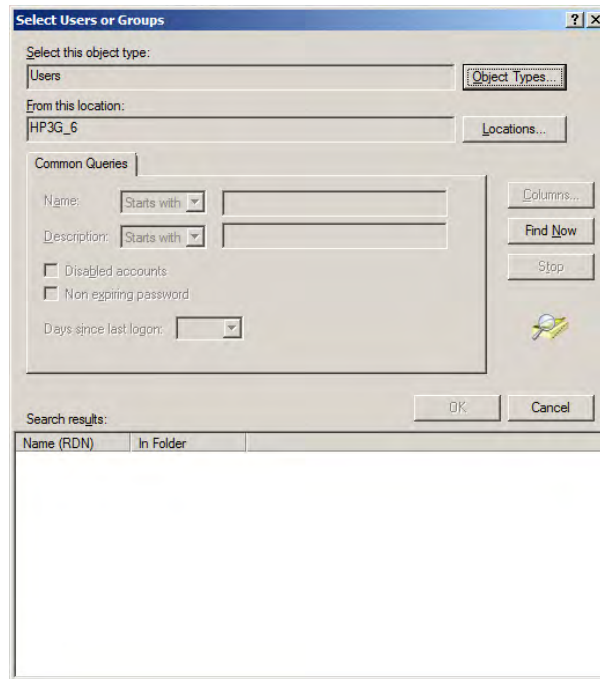 Select Users or Groups
Select this object type:
Users
Object Types...
From this location:
HP3G_6
Locations...
Common Queries
Name:
Starts with
Columns...
Description:
Starts with
Find Now
Disabled accounts
Stop
Non expiring password
Days since last logon:
OK
Cancel
Search results:
Name (RDN)
In Folder